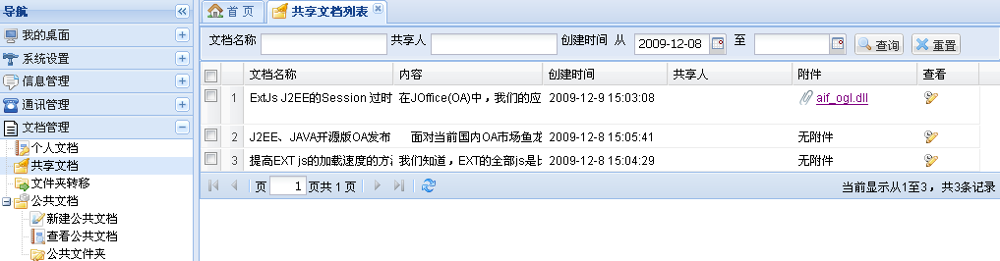 导航
我的桌面
系统设置
信息管理
通讯管理
文档管理
个人文档
共享文档
文件夹转移
公共文档
新建公共文档
查看公共文档
公共文件夹
首 页 共享文档列表
文档名称 共享人 创建时间 从 2009-12-08 至 查询 重置
文档名称 内容 创建时间 共享人 附件 查看
1 ExtJs J2EE的Session 过时 在JOffice(OA)中，我们的应 2009-12-9 15:03:08 aif_ogl.dll
2 J2EE、JAVA开源版OA发布 面对当前国内OA市场鱼龙 2009-12-8 15:05:41 无附件
3 提高EXT js的加载速度的方 我们知道，EXT的全部js是 2009-12-8 15:04:29 无附件
页 1 页共 1 页 当前显示从1至3，共3条记录